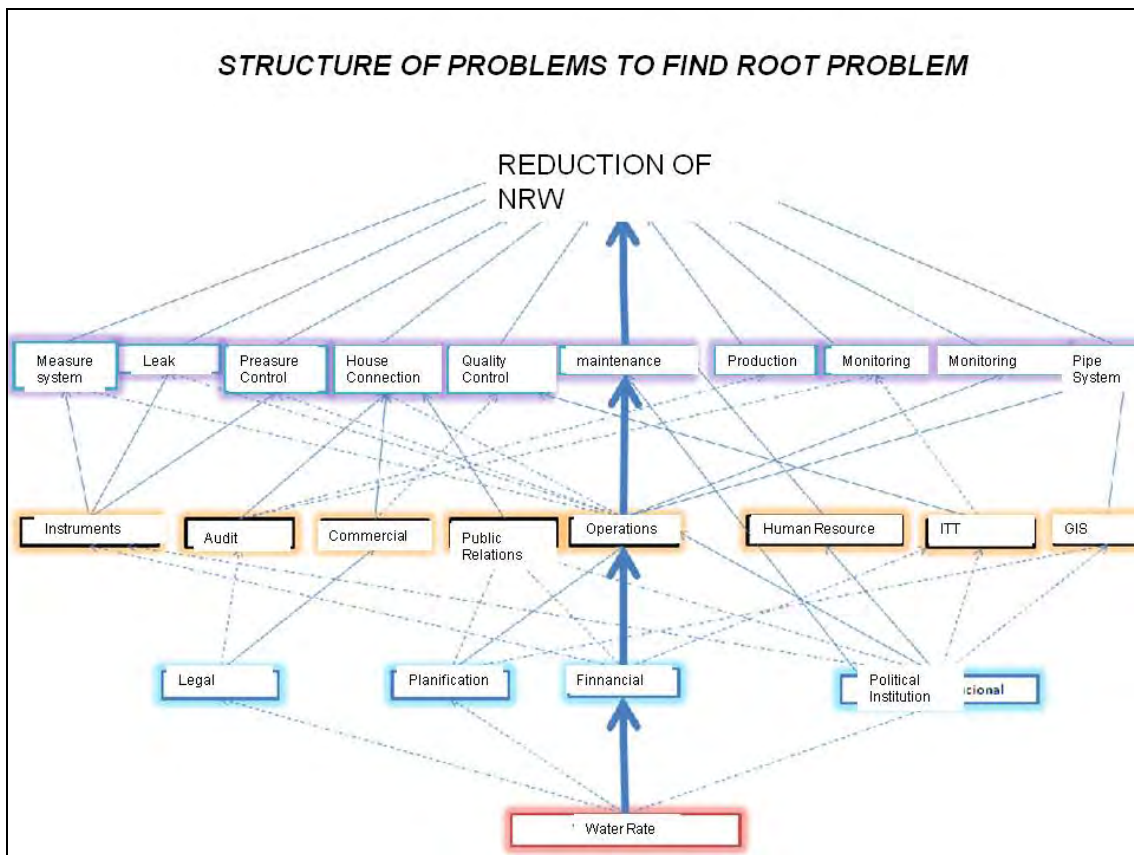 STRUCTURE OF PROBLEMS TO FIND ROOT PROBLEM
REDUCTION OF
NRW
Measure
system
Leak
Preasure
Control
House
Connection
Quality
Control
maintenance
Production
Monitoring
Monitoring
Pipe
System
Instruments
Audit
Commercial
Public
Relations
Operations
Human Resource
ITT
GIS
Legal
Planification
Finnancial
Political
Institution
ucional
Water Rate